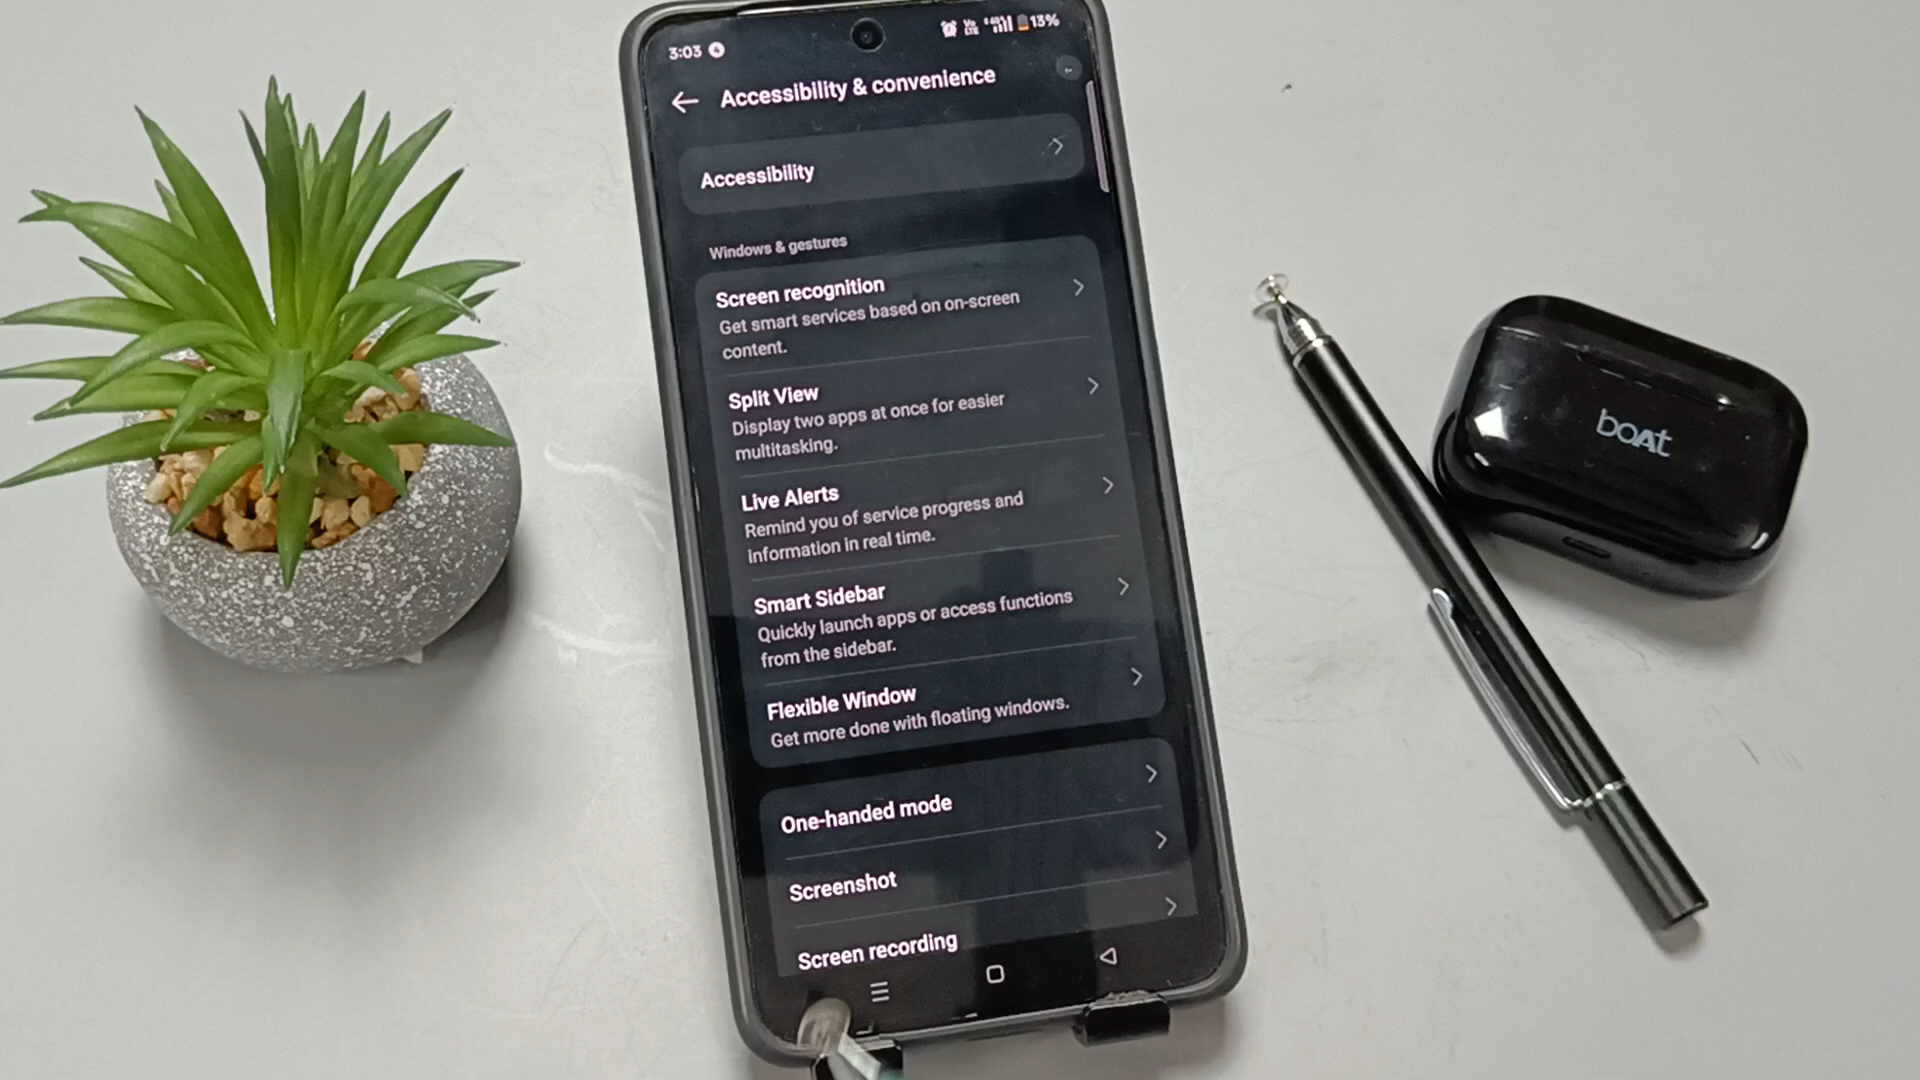 3:03
Vo
LTE
4G
13%
Accessibility & convenience
Accessibility
Windows & gestures
Screen recognition
Get smart services based on on-screen
content.
Split View
Display two apps at once for easier
multitasking.
Live Alerts
Remind you of service progress and
information in real time.
Smart Sidebar
Quickly launch apps or access functions
from the sidebar.
Flexible Window
Get more done with floating windows.
One-handed mode
Screenshot
Screen recording
boAt